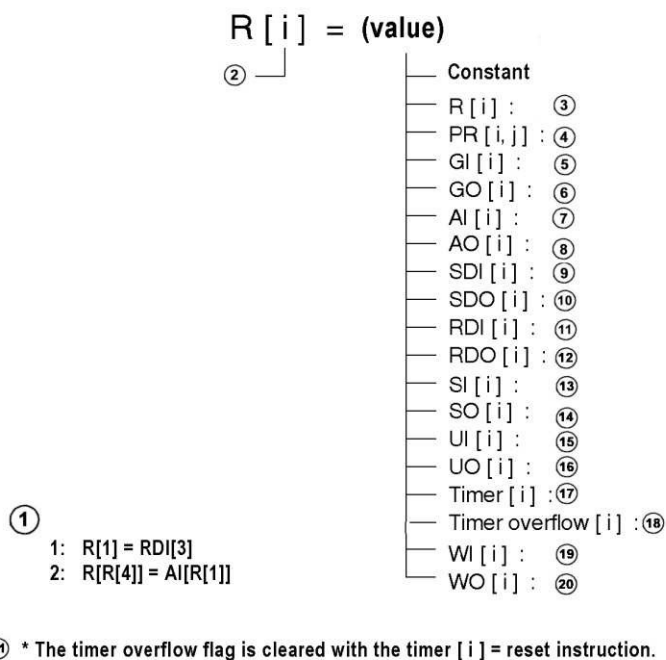 R [ i ] = (value)
②
Constant
R [ i ] : ③
PR [ i, j ] : ④
GI [ i ] : ⑤
GO [ i ] : ⑥
AI [ i ] : ⑦
AO [ i ] : ⑧
SDI [ i ] : ⑨
SDO [ i ] : ⑩
RDI [ i ] : ⑪
RDO [ i ] : ⑫
SI [ i ] : ⑬
SO [ i ] : ⑭
UI [ i ] : ⑮
UO [ i ] : ⑯
Timer [ i ] : ⑰
Timer overflow [ i ] : ⑱
WI [ i ] : ⑲
WO [ i ] : ⑳
①
1: R[1] = RDI[3]
2: R[R[4]] = AI[R[1]]
* The timer overflow flag is cleared with the timer [ i ] = reset instruction.